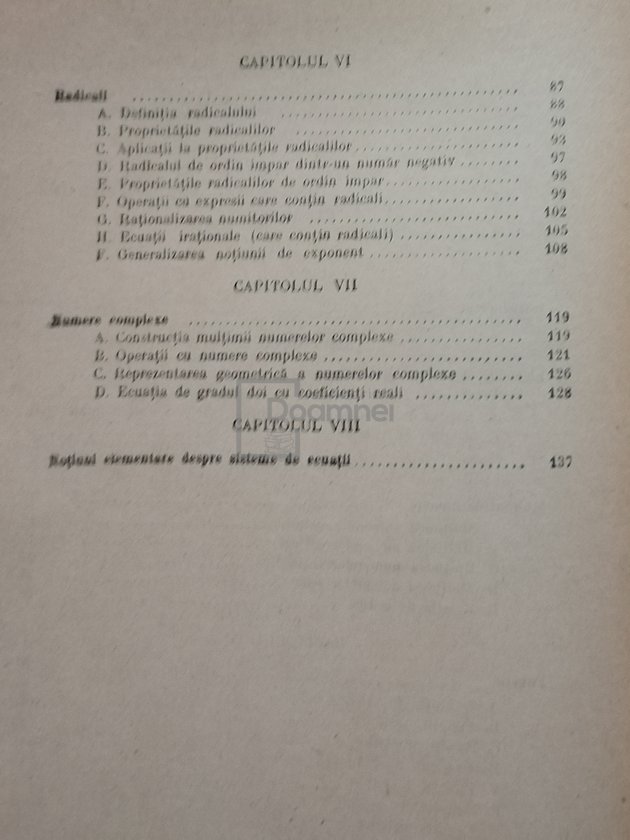 CAPITOLUL VI
Radicali ........................................ 87
A. Definiția radicalului ........................ 88
B. Proprietățile radicalilor ........................ 90
C. Aplicații la proprietățile radicalilor .................... 93
D. Radicalul de ordin impar dintr-un număr negativ ........ 97
E. Proprietățile radicalilor de ordin impar ................ 98
F. Operații cu expresii care conțin radicali ................ 99
G. Raționalizarea numitorilor ........................ 102
H. Ecuații iraționale (care conțin radicali) ............... 105
F. Generalizarea noțiunii de exponent .................. 108
CAPITOLUL VII
Numere complexe .................................... 119
A. Construcția mulțimii numerelor complexe ............... 119
B. Operații cu numere complexe ........................ 121
C. Reprezentarea geometrică a numerelor complexe ........ 126
D. Ecuația de gradul doi cu coeficienți reali .............. 128
Doamnei
CAPITOLUL VIII
Noțiuni elementare despre sisteme de ecuații ...................... 137